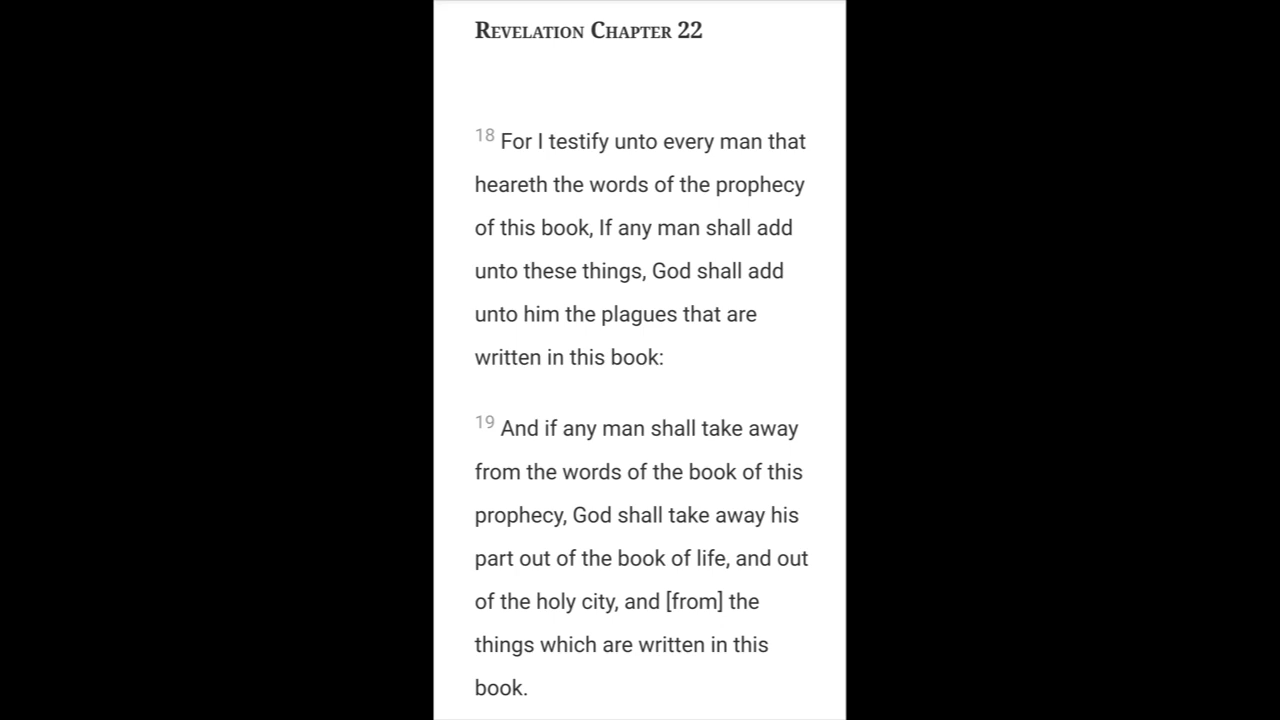 Revelation Chapter 22
18 For I testify unto every man that
heareth the words of the prophecy
of this book, If any man shall add
unto these things, God shall add
unto him the plagues that are
written in this book:
19 And if any man shall take away
from the words of the book of this
prophecy, God shall take away his
part out of the book of life, and out
of the holy city, and [from] the
things which are written in this
book.